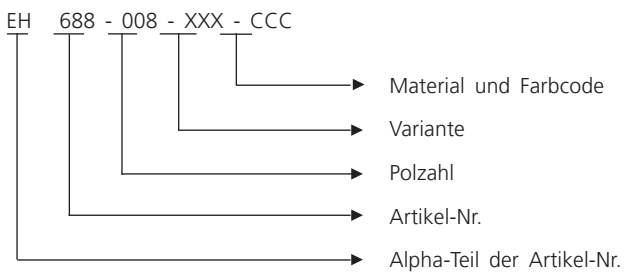 EH 688 - 008 - XXX - CCC
Material und Farbcode
Variante
Polzahl
Artikel-Nr.
Alpha-Teil der Artikel-Nr.